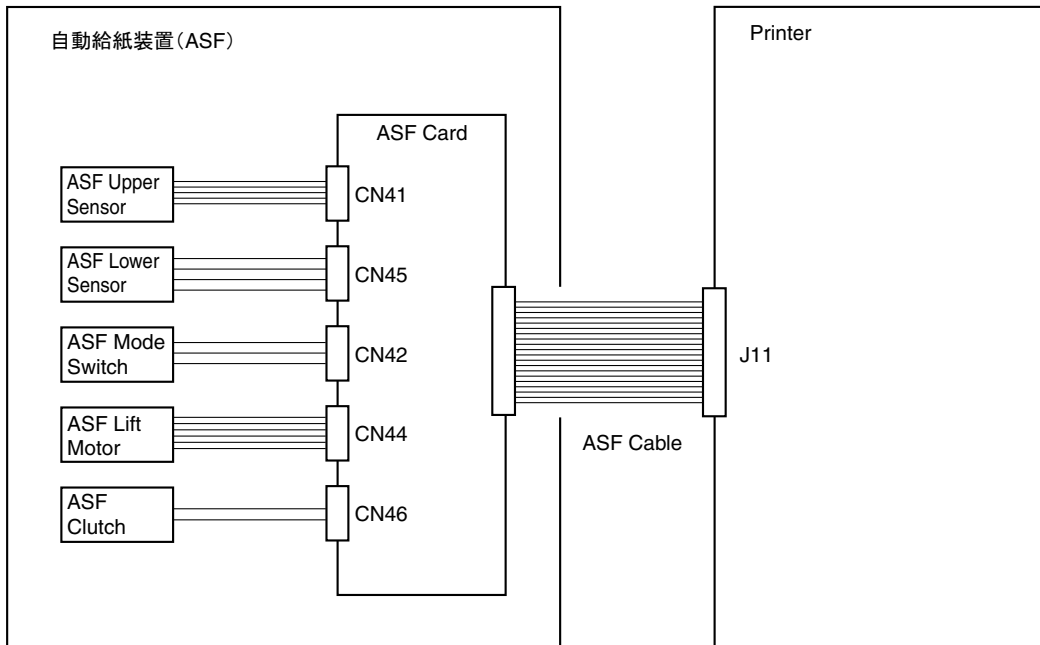 自動給紙装置(ASF)
Printer
ASF Card
ASF Upper
Sensor
CN41
ASF Lower
Sensor
CN45
ASF Mode
Switch
CN42
J11
ASF Lift
Motor
CN44
ASF Cable
ASF
Clutch
CN46